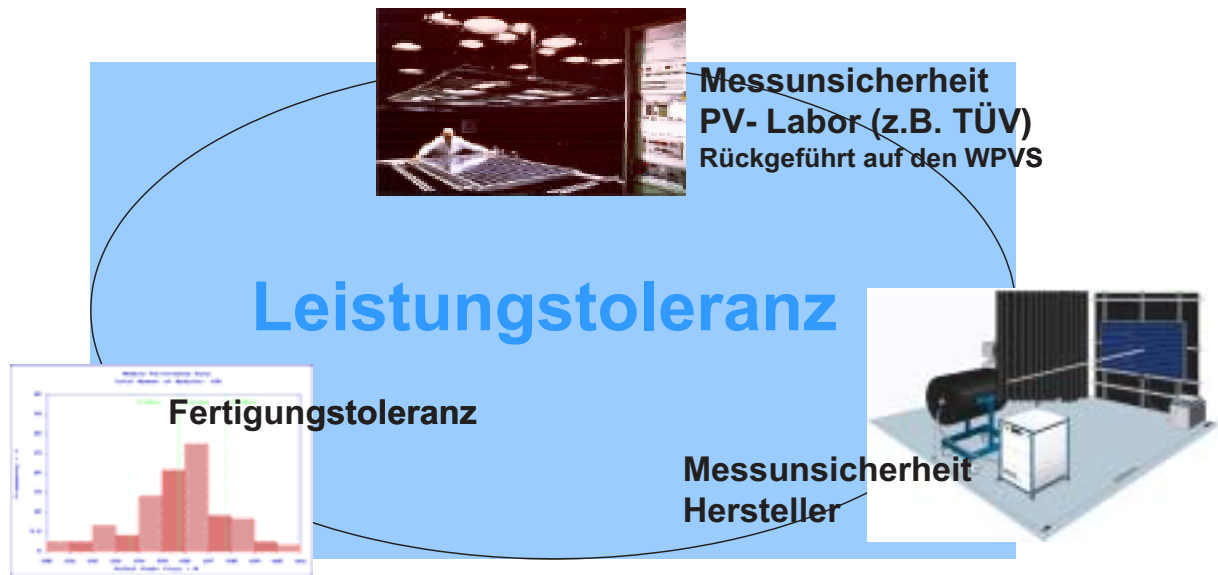 Messunsicherheit
PV- Labor (z.B. TÜV)
Rückgeführt auf den WPVS
Leistungstoleranz
Fertigungstoleranz
Messunsicherheit
Hersteller